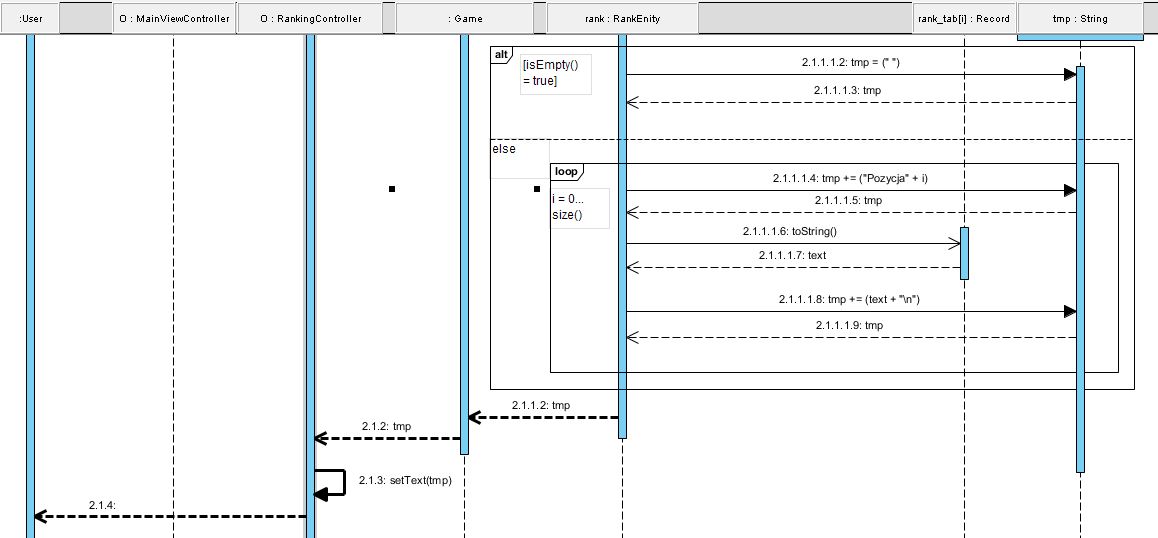 :User
O : MainViewController
O : RankingController
: Game
rank : RankEnity
rank_tab[i] : Record
tmp : String
alt
[isEmpty()
= true]
2.1.1.1.2: tmp = (" ")
2.1.1.1.3: tmp
else
loop
i = 0...
size()
2.1.1.1.4: tmp += ("Pozycja" + i)
2.1.1.1.5: tmp
2.1.1.1.6: toString()
2.1.1.1.7: text
2.1.1.1.8: tmp += (text + "\n")
2.1.1.1.9: tmp
2.1.1.2: tmp
2.1.2: tmp
2.1.3: setText(tmp)
2.1.4: